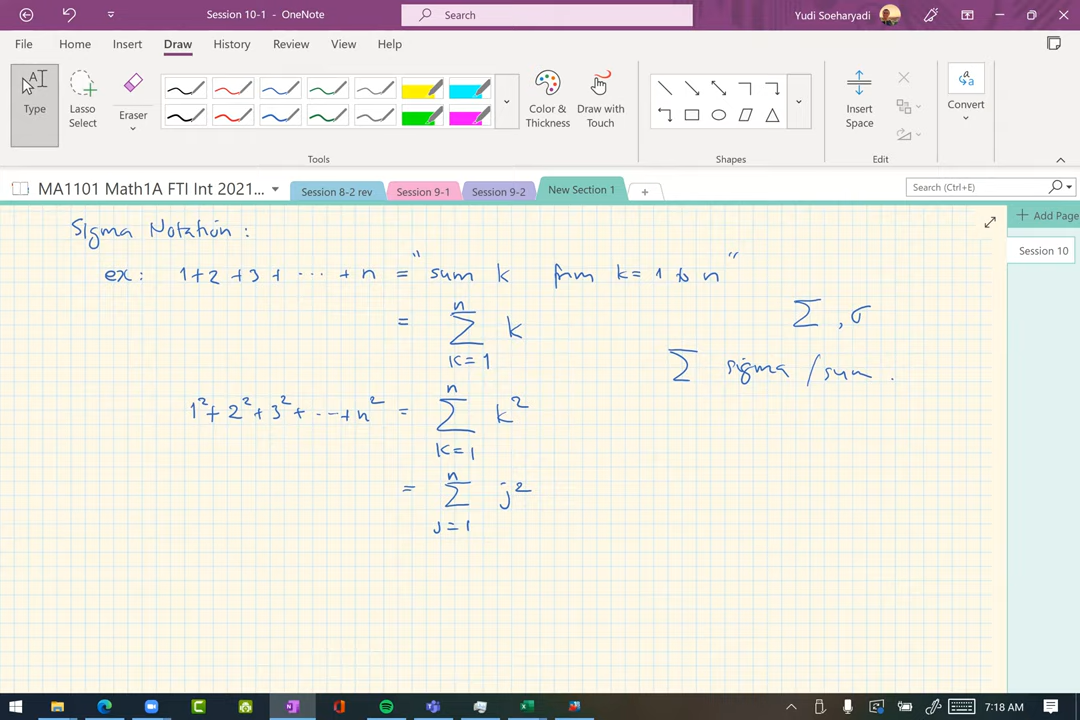 Session 10-1 - OneNote
Search
Yudi Soeharyadi
File Home Insert Draw History Review View Help
Type
Lasso Select
Eraser
Color & Thickness
Draw with Touch
Insert Space
Convert
Tools
Shapes
Edit
MA1101 Math1A FTI Int 2021...
Session 8-2 rev
Session 9-1
Session 9-2
New Section 1
+
Search (Ctrl+E)
+ Add Page
Session 10
Sigma Notation :
ex: 1+2+3+ ... + n = "sum k from k=1 to n"
= \sum_{k=1}^{n} k
Σ , σ
Σ sigma / sum .
1²+ 2²+ 3²+ ... + n² = \sum_{k=1}^{n} k²
= \sum_{j=1}^{n} j²
7:18 AM